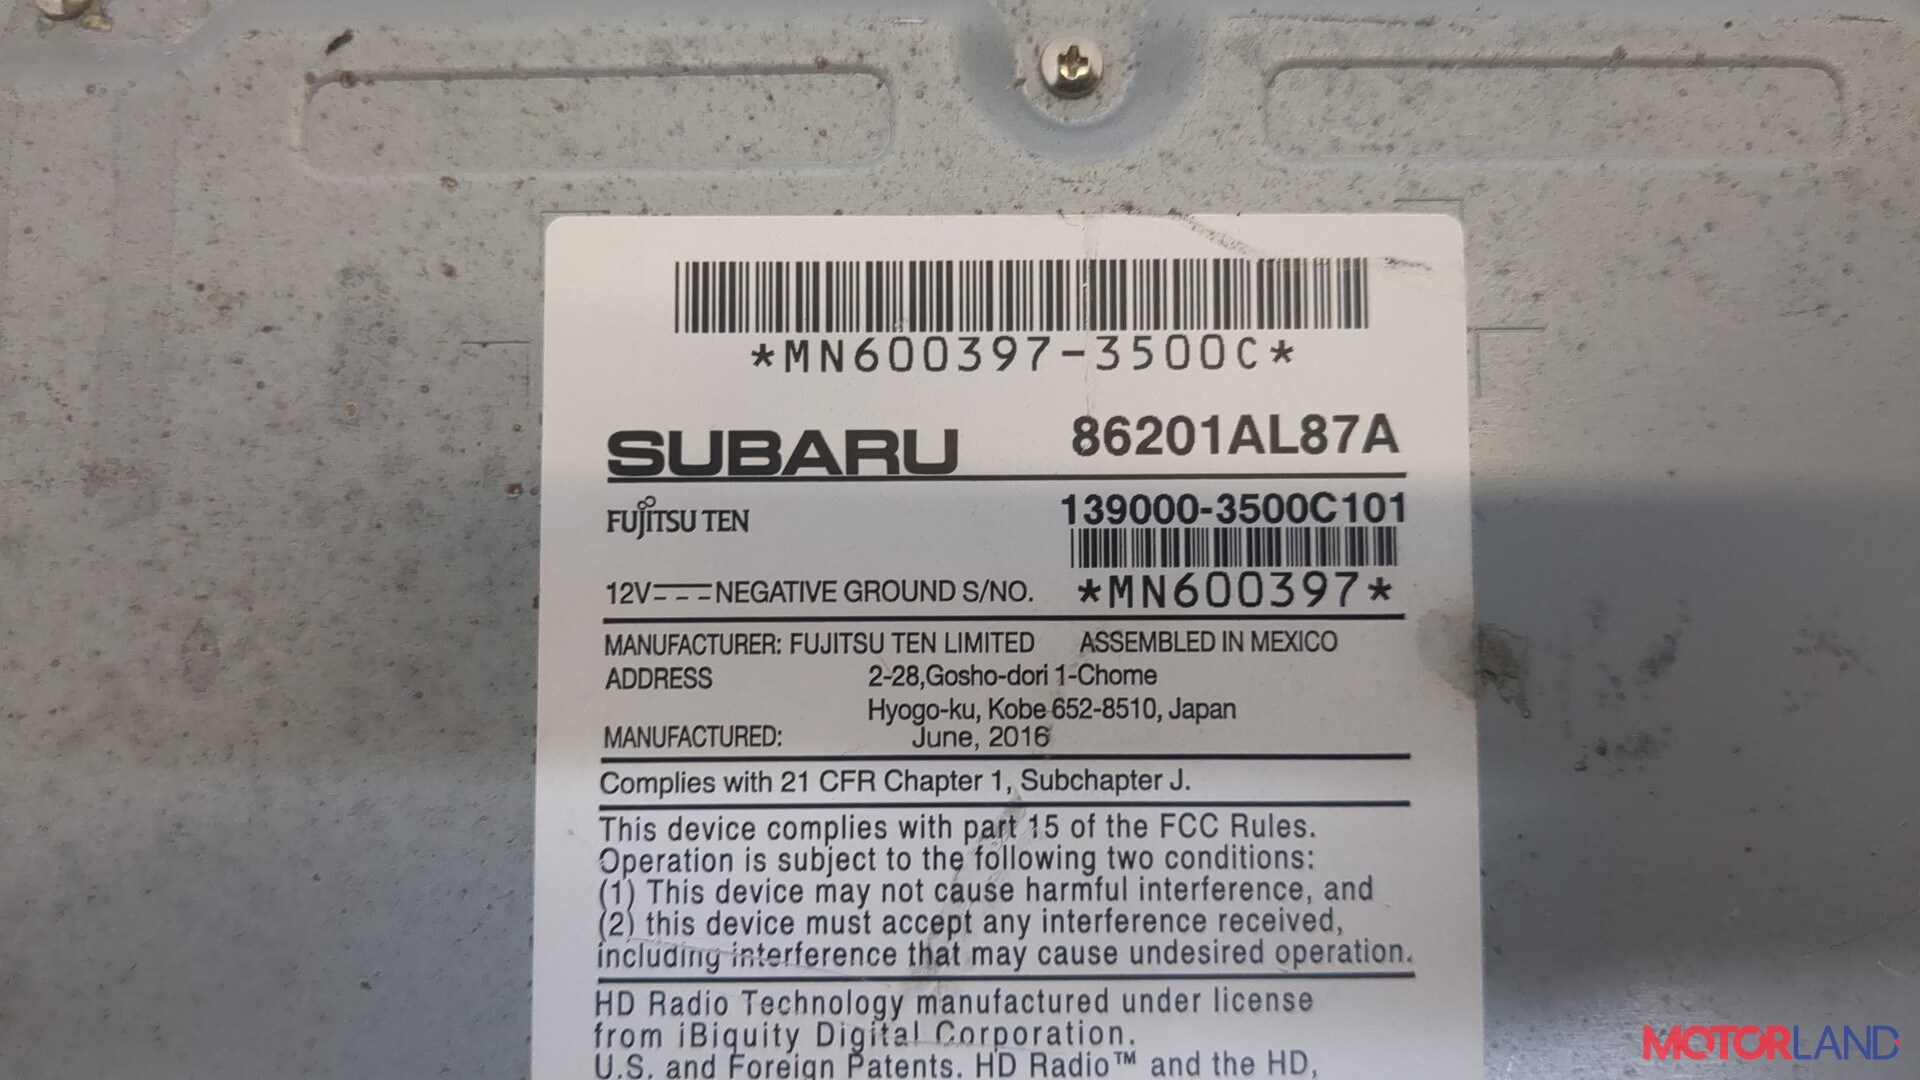 *MN600397-3500C*
SUBARU 86201AL87A
FUJITSU TEN 139000-3500C101
12V NEGATIVE GROUND S/NO. *MN600397*
MANUFACTURER: FUJITSU TEN LIMITED ASSEMBLED IN MEXICO
ADDRESS 2-28,Gosho-dori 1-Chome
Hyogo-ku, Kobe 652-8510, Japan
MANUFACTURED: June, 2016
Complies with 21 CFR Chapter 1, Subchapter J.
This device complies with part 15 of the FCC Rules.
Operation is subject to the following two conditions:
(1) This device may not cause harmful interference, and
(2) this device must accept any interference received,
including interference that may cause undesired operation.
HD Radio Technology manufactured under license
from iBiquity Digital Corporation.
U.S. and Foreign Patents. HD Radio™ and the HD,
MOTORLAND